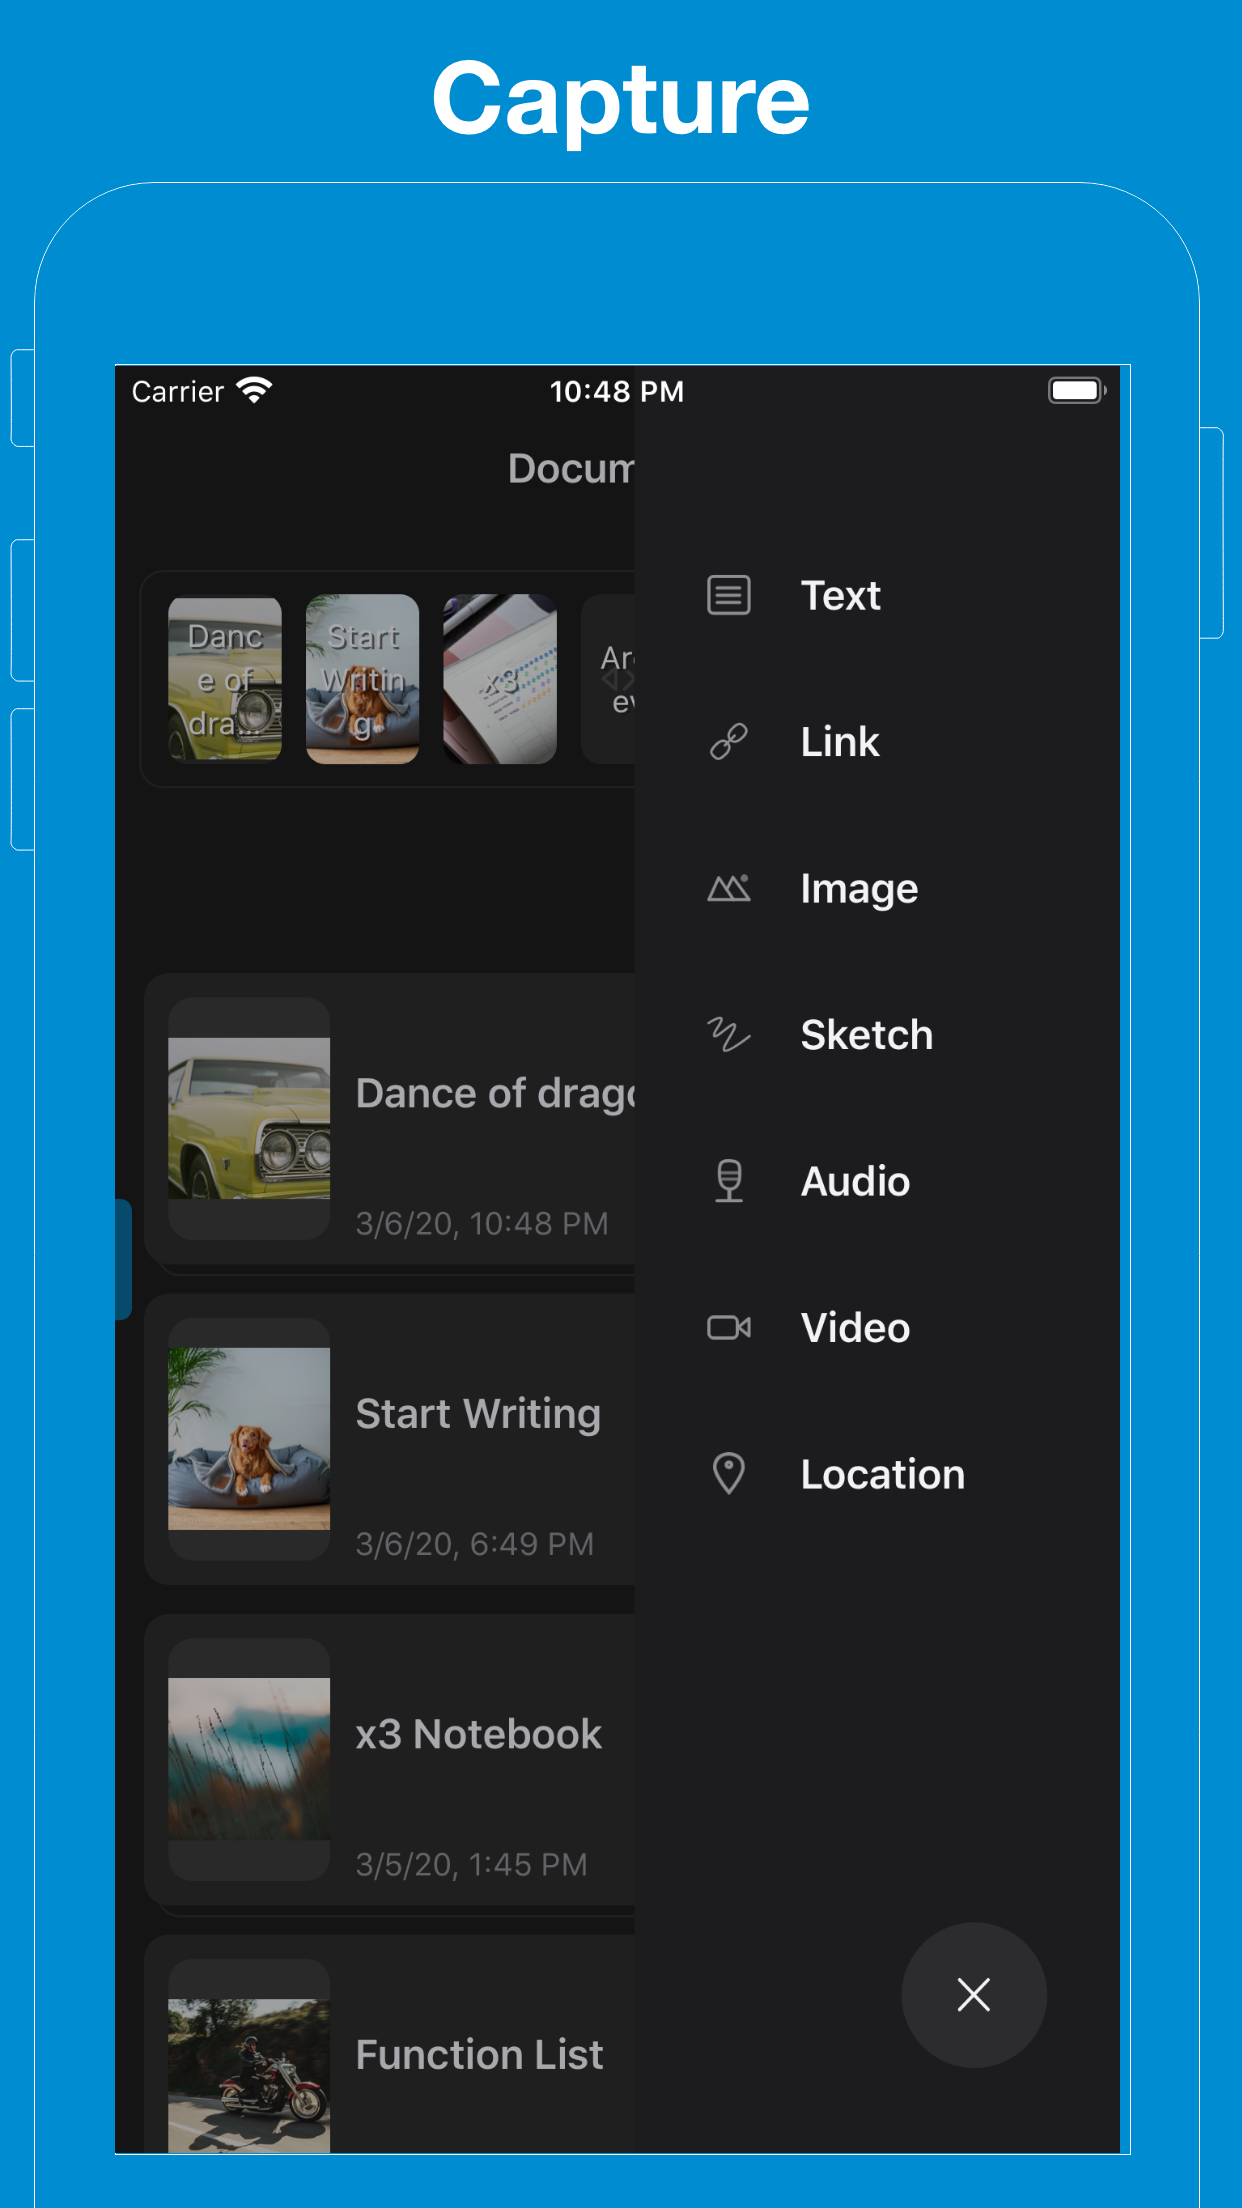 Capture
Carrier 10:48 PM
Docum
Danc
e of
dra...
Start
Writin
g
x3
Ar
ev
Text
Link
Image
Sketch
Audio
Video
Location
Dance of drag
3/6/20, 10:48 PM
Start Writing
3/6/20, 6:49 PM
x3 Notebook
3/5/20, 1:45 PM
Function List